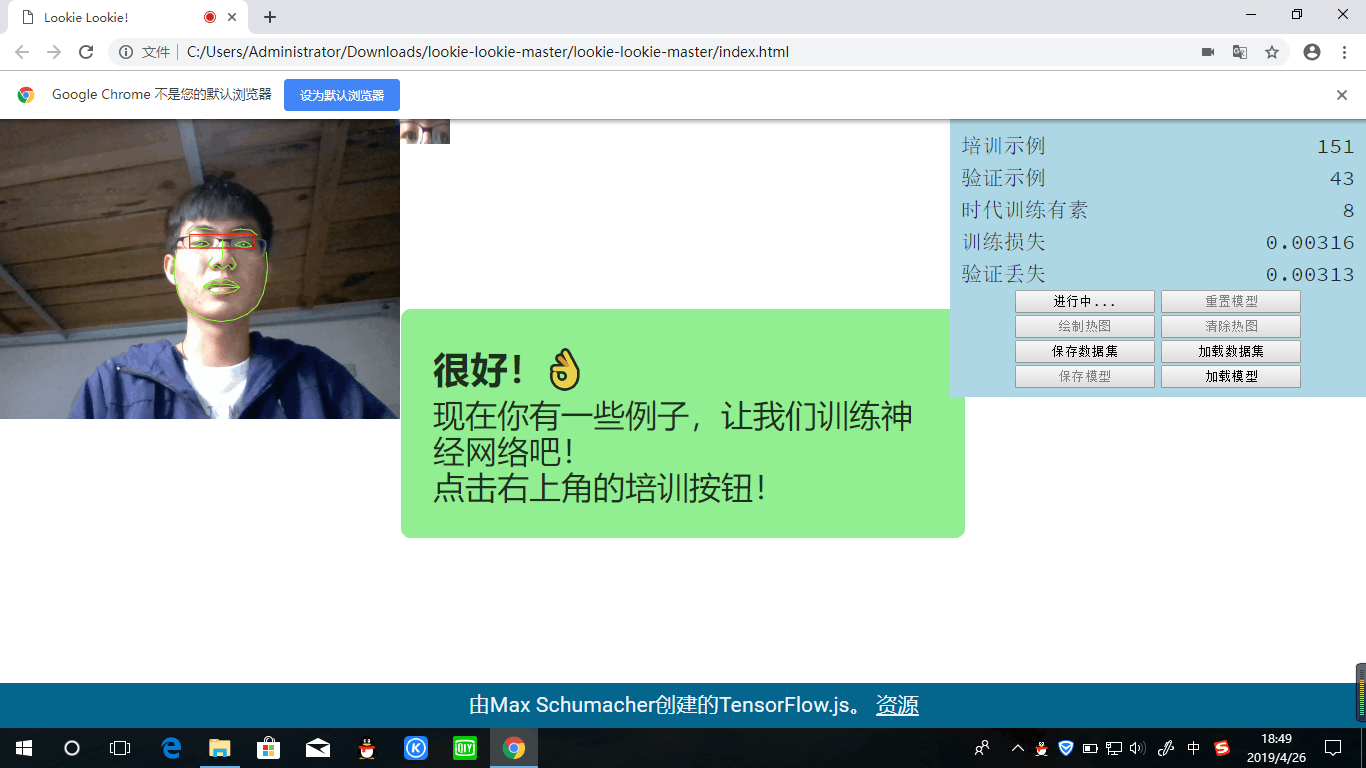 Lookie Lookie!
文件
C:/Users/Administrator/Downloads/lookie-lookie-master/lookie-lookie-master/index.html
Google Chrome 不是您的默认浏览器
设为默认浏览器
培训示例 151
验证示例 43
时代训练有素 8
训练损失 0.00316
验证丢失 0.00313
进行中... 重置模型
绘制热图 清除热图
保存数据集 加载数据集
保存模型 加载模型
很好！👌
现在你有一些例子，让我们训练神
经网络吧！
点击右上角的培训按钮！
由Max Schumacher创建的TensorFlow.js。 资源
QIY
中
18:49
2019/4/26